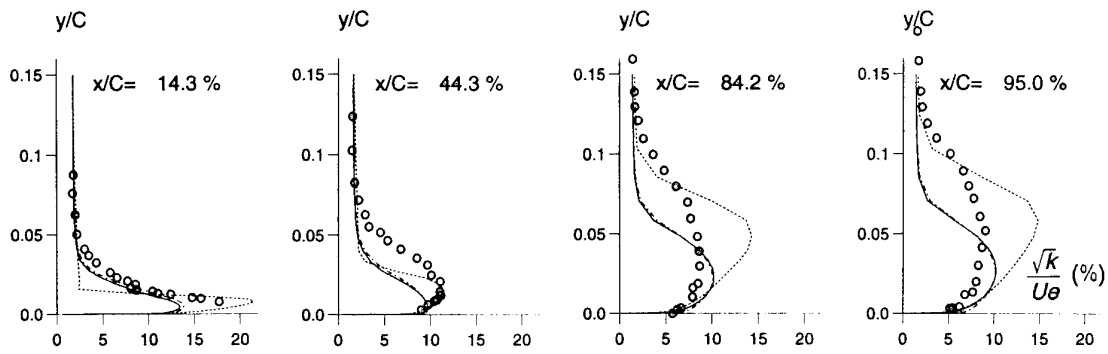 y/C y/C y/C y/C
0.15 x/C= 14.3 % 0.15 x/C= 44.3 % 0.15 x/C= 84.2 % 0.15 x/C= 95.0 %
0.1 0.1 0.1 0.1
0.05 0.05 0.05 0.05
√k
Ue (%)
0.0 0.0 0.0 0.0
0 5 10 15 20 0 5 10 15 20 0 5 10 15 20 0 5 10 15 20